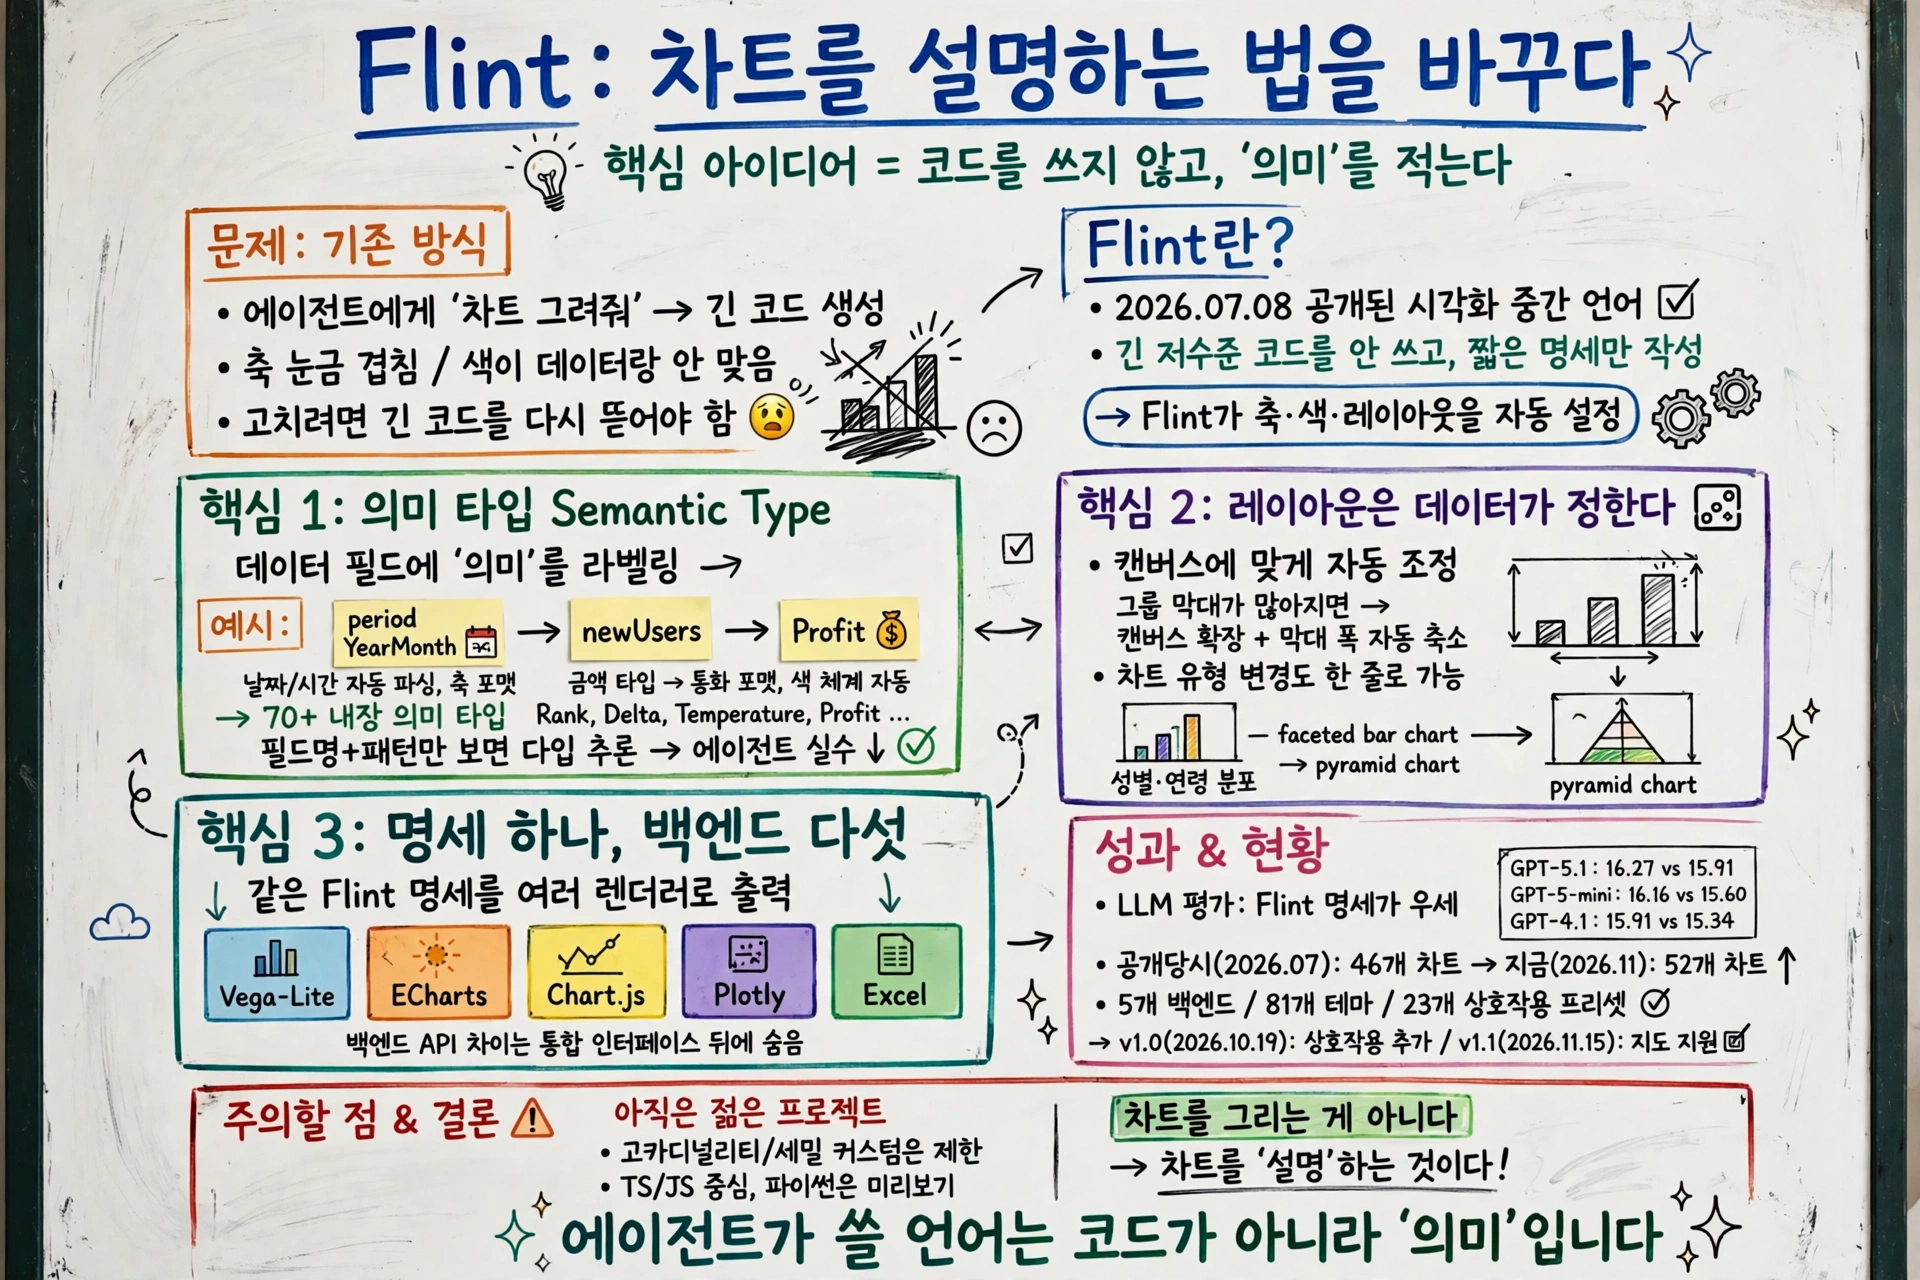 Flint: 차트를 설명하는 법을 바꾸다
핵심 아이디어 = 코드를 쓰지 않고, '의미'를 적는다
문제: 기존 방식
• 에이전트에게 '차트 그려줘' → 긴 코드 생성
• 축 눈금 겹침 / 색이 데이터랑 안 맞음
• 고치려면 긴 코드를 다시 뜯어야 함
Flint란?
• 2026.07.08 공개된 시각화 중간 언어
• 긴 저수준 코드를 안 쓰고, 짧은 명세만 작성
→ Flint가 축·색·레이아웃을 자동 설정
핵심 1: 의미 타입 Semantic Type
데이터 필드에 '의미'를 라벨링 →
예시:
period
YearMonth
→ newUsers → Profit
날짜/시간 자동 파싱, 축 포맷
금액 타입 → 통화 포맷, 색 체계 자동
→ 70+ 내장 의미 타입
Rank, Delta, Temperature, Profit ...
필드명+패턴만 보면 다입 추론 → 에이전트 실수 ↓
핵심 2: 레이아운은 데이터가 정한다
• 캔버스에 맞게 자동 조정
그룹 막대가 많아지면 →
캔버스 확장 + 막대 폭 자동 축소
• 차트 유형 변경도 한 줄로 가능
성별·연령 분포
– faceted bar chart →
→ pyramid chart
pyramid chart
핵심 3: 명세 하나, 백엔드 다섯
같은 Flint 명세를 여러 렌더러로 출력
Vega-Lite
ECharts
Chart.js
Plotly
Excel
백엔드 API 차이는 통합 인터페이스 뒤에 숨음
성과 & 현황
• LLM 평가: Flint 명세가 우세
GPT-5.1 : 16.27 vs 15.91
GPT-5-mini : 16.16 vs 15.60
GPT-4.1 : 15.91 vs 15.34
• 공개당시(2026.07): 46개 차트 → 지금(2026.11): 52개 차트 ↑
• 5개 백엔드 / 81개 테마 / 23개 상호작용 프리셋
→ v1.0(2026.10.19): 상호작용 추가 / v1.1(2026.11.15): 지도 지원
주의할 점 & 결론
아직은 젊은 프로젝트
• 고카디널리티/세밀 커스텀은 제한
• TS/JS 중심, 파이썬은 미리보기
차트를 그리는 게 아니다
→ 차트를 '설명'하는 것이다!
에이전트가 쓸 언어는 코드가 아니라 '의미'입니다